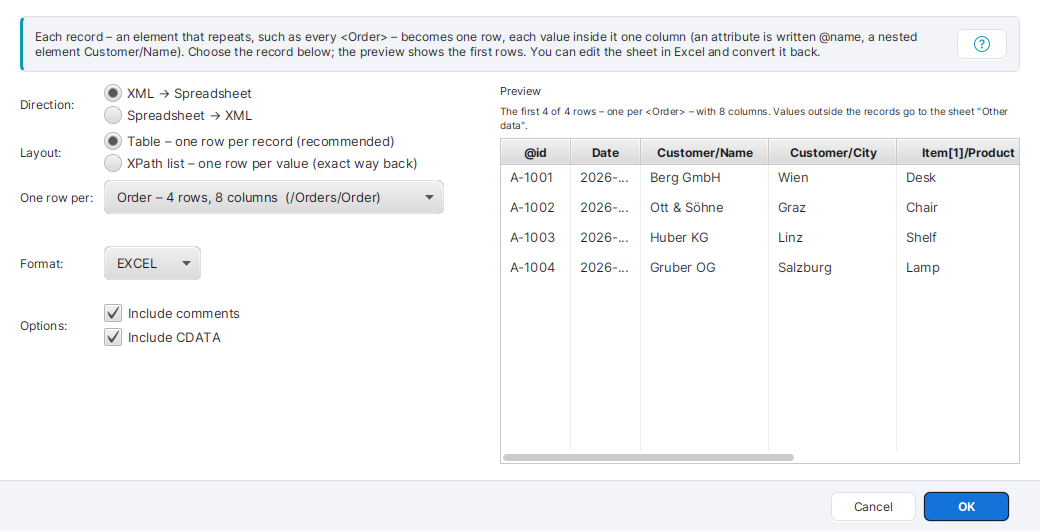 Each record – an element that repeats, such as every <Order> – becomes one row, each value inside it one column (an attribute is written @name, a nested
element Customer/Name). Choose the record below; the preview shows the first rows. You can edit the sheet in Excel and convert it back.
?
Direction:
XML → Spreadsheet
Spreadsheet → XML
Layout:
Table – one row per record (recommended)
XPath list – one row per value (exact way back)
One row per:
Order – 4 rows, 8 columns (/Orders/Order)
Format:
EXCEL
Options:
Include comments
Include CDATA
Preview
The first 4 of 4 rows – one per <Order> – with 8 columns. Values outside the records go to the sheet "Other
data".
@id Date Customer/Name Customer/City Item[1]/Product
A-1001 2026-... Berg GmbH Wien Desk
A-1002 2026-... Ott & Söhne Graz Chair
A-1003 2026-... Huber KG Linz Shelf
A-1004 2026-... Gruber OG Salzburg Lamp
Cancel OK